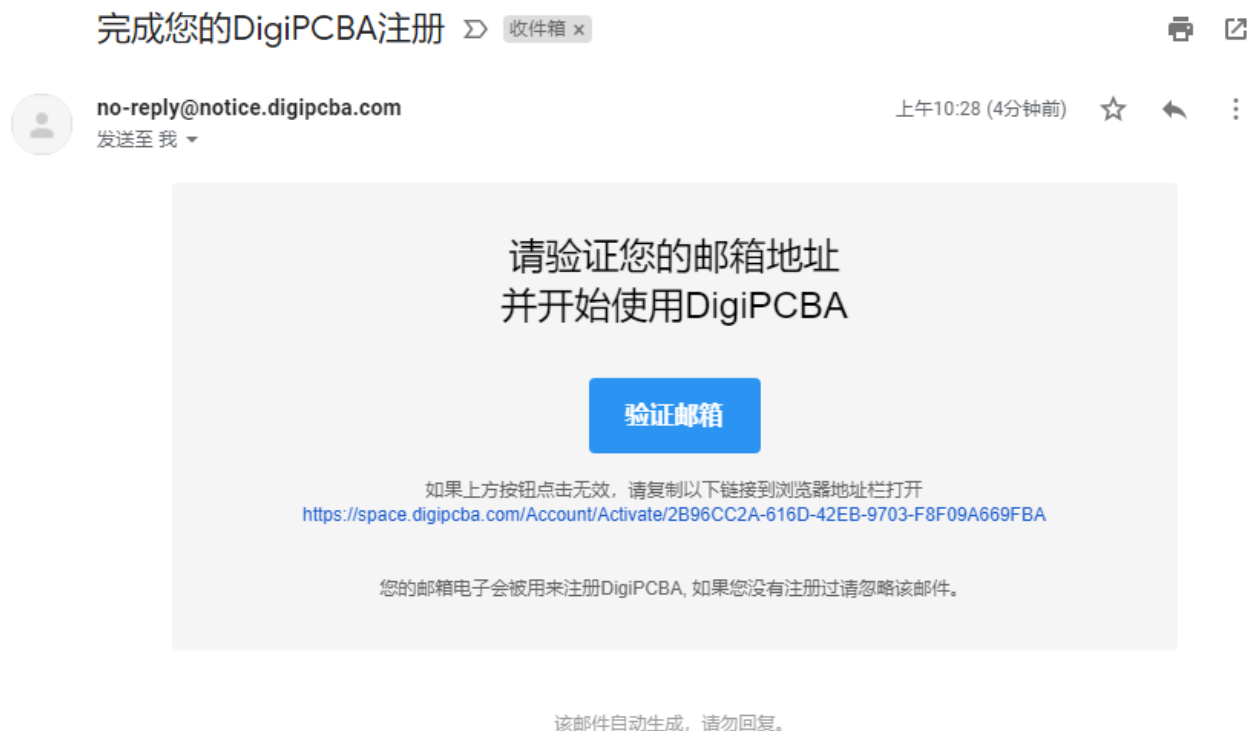 完成您的DigiPCBA注册
收件箱 ×
no-reply@notice.digipcba.com
上午10:28 (4分钟前)
发送至 我
请验证您的邮箱地址
并开始使用DigiPCBA
验证邮箱
如果上方按钮点击无效，请复制以下链接到浏览器地址栏打开
https://space.digipcba.com/Account/Activate/2B96CC2A-616D-42EB-9703-F8F09A669FBA
您的邮箱电子会被用来注册DigiPCBA, 如果您没有注册过请忽略该邮件。
该邮件自动生成，请勿回复。